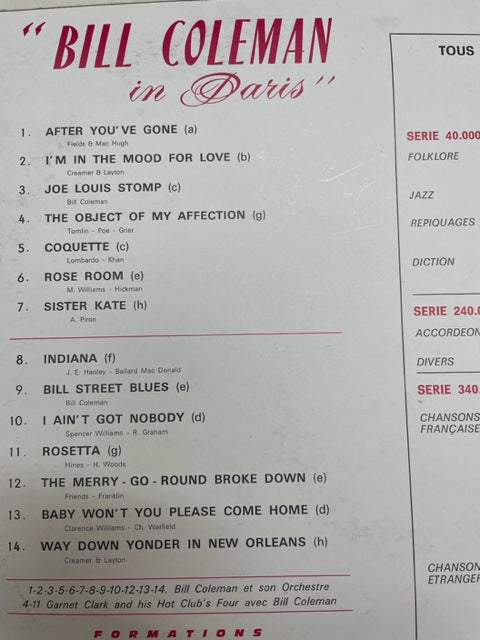 "BILL COLEMAN
in Paris"
1. AFTER YOU'VE GONE (a)
Fields & Mac Hugh
2. I'M IN THE MOOD FOR LOVE (b)
Creamer & Layton
3. JOE LOUIS STOMP (c)
Bill Coleman
4. THE OBJECT OF MY AFFECTION (g)
Tomlin - Poe - Grier
5. COQUETTE (c)
Lombardo - Khan
6. ROSE ROOM (e)
M. Williams - Hickman
7. SISTER KATE (h)
A. Piron
8. INDIANA (f)
J. E. Hanley - Ballard Mac Donald
9. BILL STREET BLUES (e)
Bill Coleman
10. I AIN'T GOT NOBODY (d)
Spencer Williams - R. Graham
11. ROSETTA (g)
Hines - H. Woods
12. THE MERRY-GO-ROUND BROKE DOWN (e)
Friends - Franklin
13. BABY WON'T YOU PLEASE COME HOME (d)
Clarence Williams - Ch. Warfield
14. WAY DOWN YONDER IN NEW ORLEANS (h)
Creamer & Layton
1-2-3-5-6-7-8-9-10-12-13-14. Bill Coleman et son Orchestre
4-11 Garnet Clark and his Hot Club's Four avec Bill Coleman
FORMATIONS
TOUS
SERIE 40.000
FOLKLORE
JAZZ
REPIQUAGES
DICTION
SERIE 240.0
ACCORDEON
DIVERS
SERIE 340.
CHANSONS
FRANÇAISE
CHANSON
ETRANGER